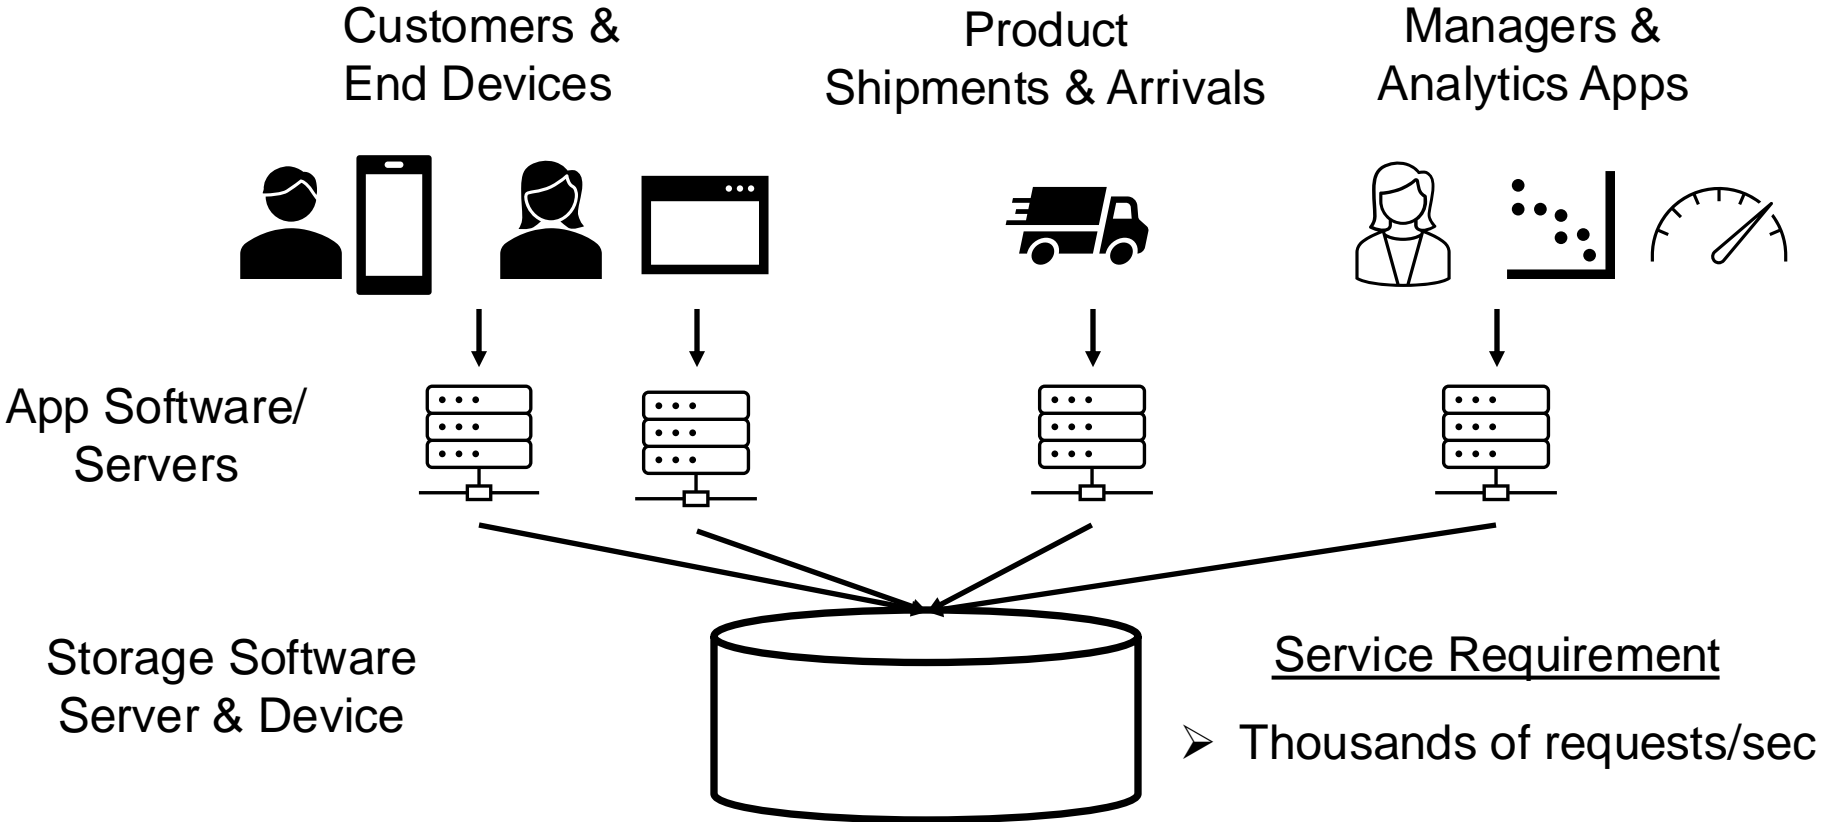 Customers &
End Devices
Product
Shipments & Arrivals
Managers &
Analytics Apps
App Software/
Servers
Storage Software
Server & Device
Service Requirement
➢ Thousands of requests/sec